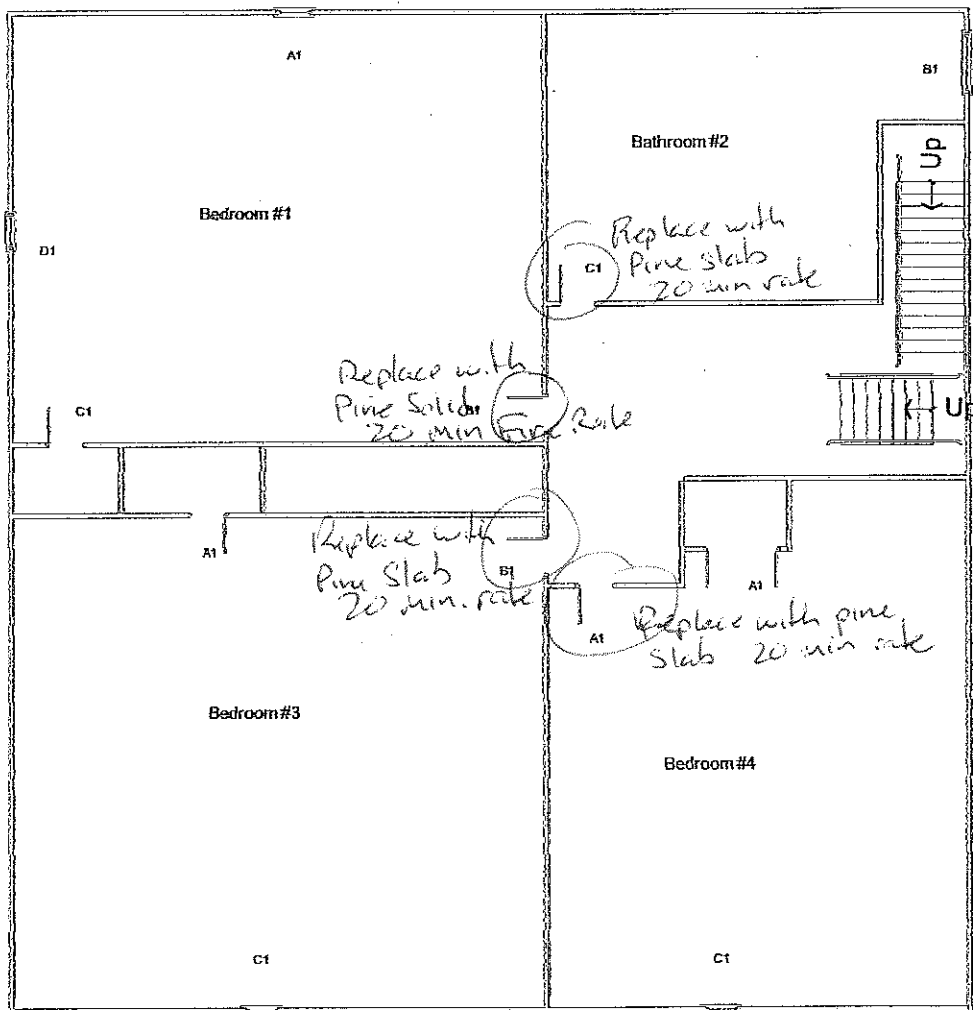 A1
B1
Bathroom #2
Up
Bedroom #1
Replace with
Pine slab
20 min rate
D1
C1
Replace with
Pine Solid
B1
20 min Fire Rate
C1
Up
Replace with
Pine Slab
20 min. rate
A1
B1
A1
Replace with pine
Slab 20 min rate
A1
Bedroom #3
Bedroom #4
C1
C1